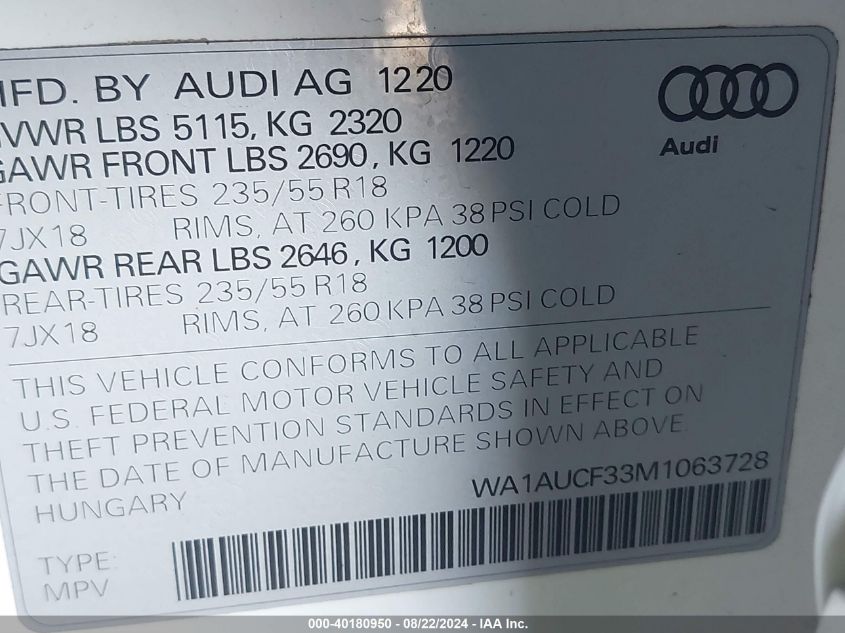 MFD. BY AUDI AG 1220
GVWR LBS 5115, KG 2320
GAWR FRONT LBS 2690, KG 1220
FRONT-TIRES 235/55 R18
7JX18 RIMS, AT 260 KPA 38 PSI COLD
GAWR REAR LBS 2646, KG 1200
REAR-TIRES 235/55 R18
7JX18 RIMS, AT 260 KPA 38 PSI COLD
Audi
THIS VEHICLE CONFORMS TO ALL APPLICABLE
U.S. FEDERAL MOTOR VEHICLE SAFETY AND
THEFT PREVENTION STANDARDS IN EFFECT ON
THE DATE OF MANUFACTURE SHOWN ABOVE.
HUNGARY
WA1AUCF33M1063728
TYPE:
MPV
000-40180950 - 08/22/2024 - IAA Inc.